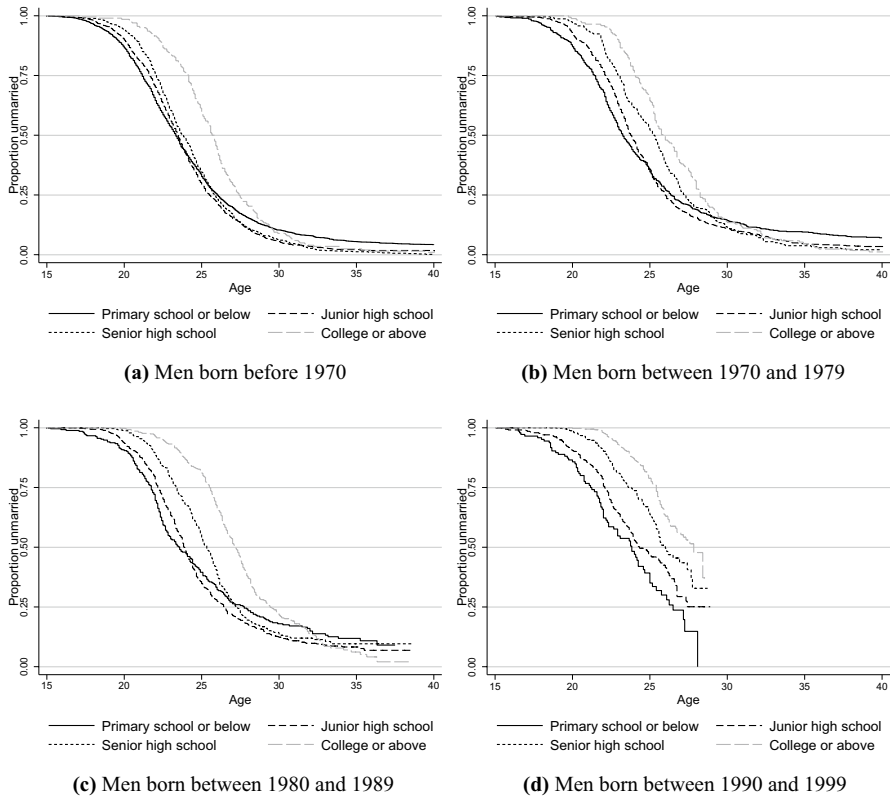 1.00
0.75
0.50
0.25
0.00
Proportion unmarried
15 20 25 30 35 40
Age
Primary school or below Junior high school
Senior high school College or above
(a) Men born before 1970
1.00
0.75
0.50
0.25
0.00
Proportion unmarried
15 20 25 30 35 40
Age
Primary school or below Junior high school
Senior high school College or above
(b) Men born between 1970 and 1979
1.00
0.75
0.50
0.25
0.00
Proportion unmarried
15 20 25 30 35 40
Age
Primary school or below Junior high school
Senior high school College or above
(c) Men born between 1980 and 1989
1.00
0.75
0.50
0.25
0.00
Proportion unmarried
15 20 25 30 35 40
Age
Primary school or below Junior high school
Senior high school College or above
(d) Men born between 1990 and 1999